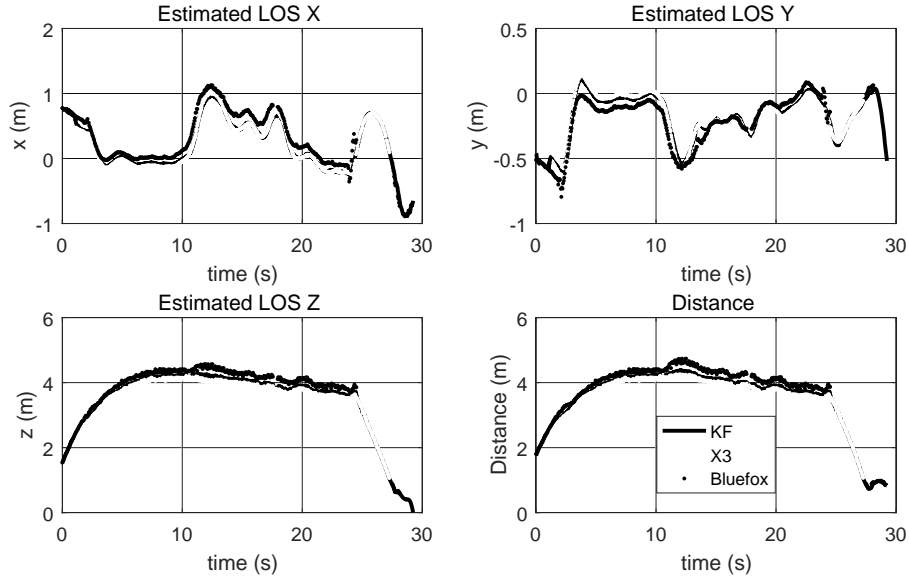 Estimated LOS X
2
1
0
-1
x (m)
0
10
20
30
time (s)
Estimated LOS Y
0.5
0
-0.5
-1
y (m)
0
10
20
30
time (s)
Estimated LOS Z
6
4
2
0
z (m)
0
10
20
30
time (s)
Distance
6
4
2
0
Distance (m)
KF
X3
Bluefox
0
10
20
30
time (s)